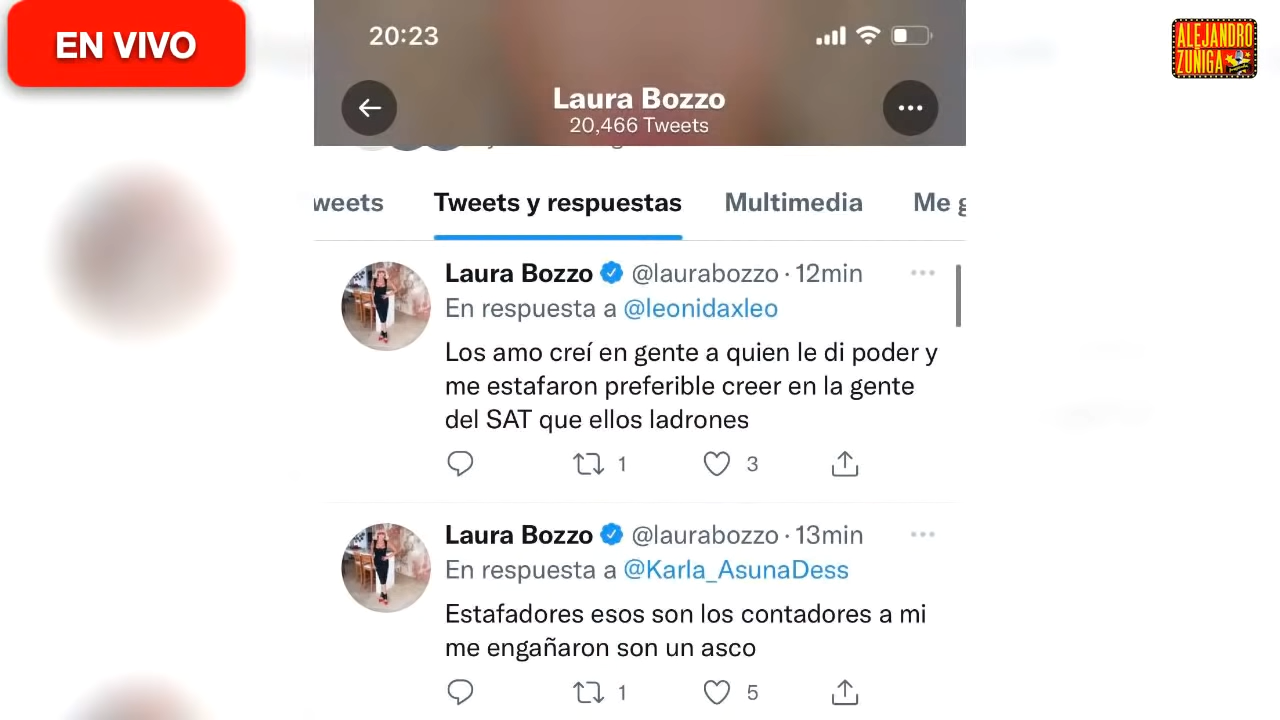 EN VIVO
20:23
ALEJANDRO
ZUÑIGA
Laura Bozzo
20,466 Tweets
weets Tweets y respuestas Multimedia Me g
Laura Bozzo @laurabozzo · 12min
En respuesta a @leonidaxleo
Los amo creí en gente a quien le di poder y
me estafaron preferible creer en la gente
del SAT que ellos ladrones
1 3
Laura Bozzo @laurabozzo · 13min
En respuesta a @Karla_AsunaDess
Estafadores esos son los contadores a mi
me engañaron son un asco
1 5